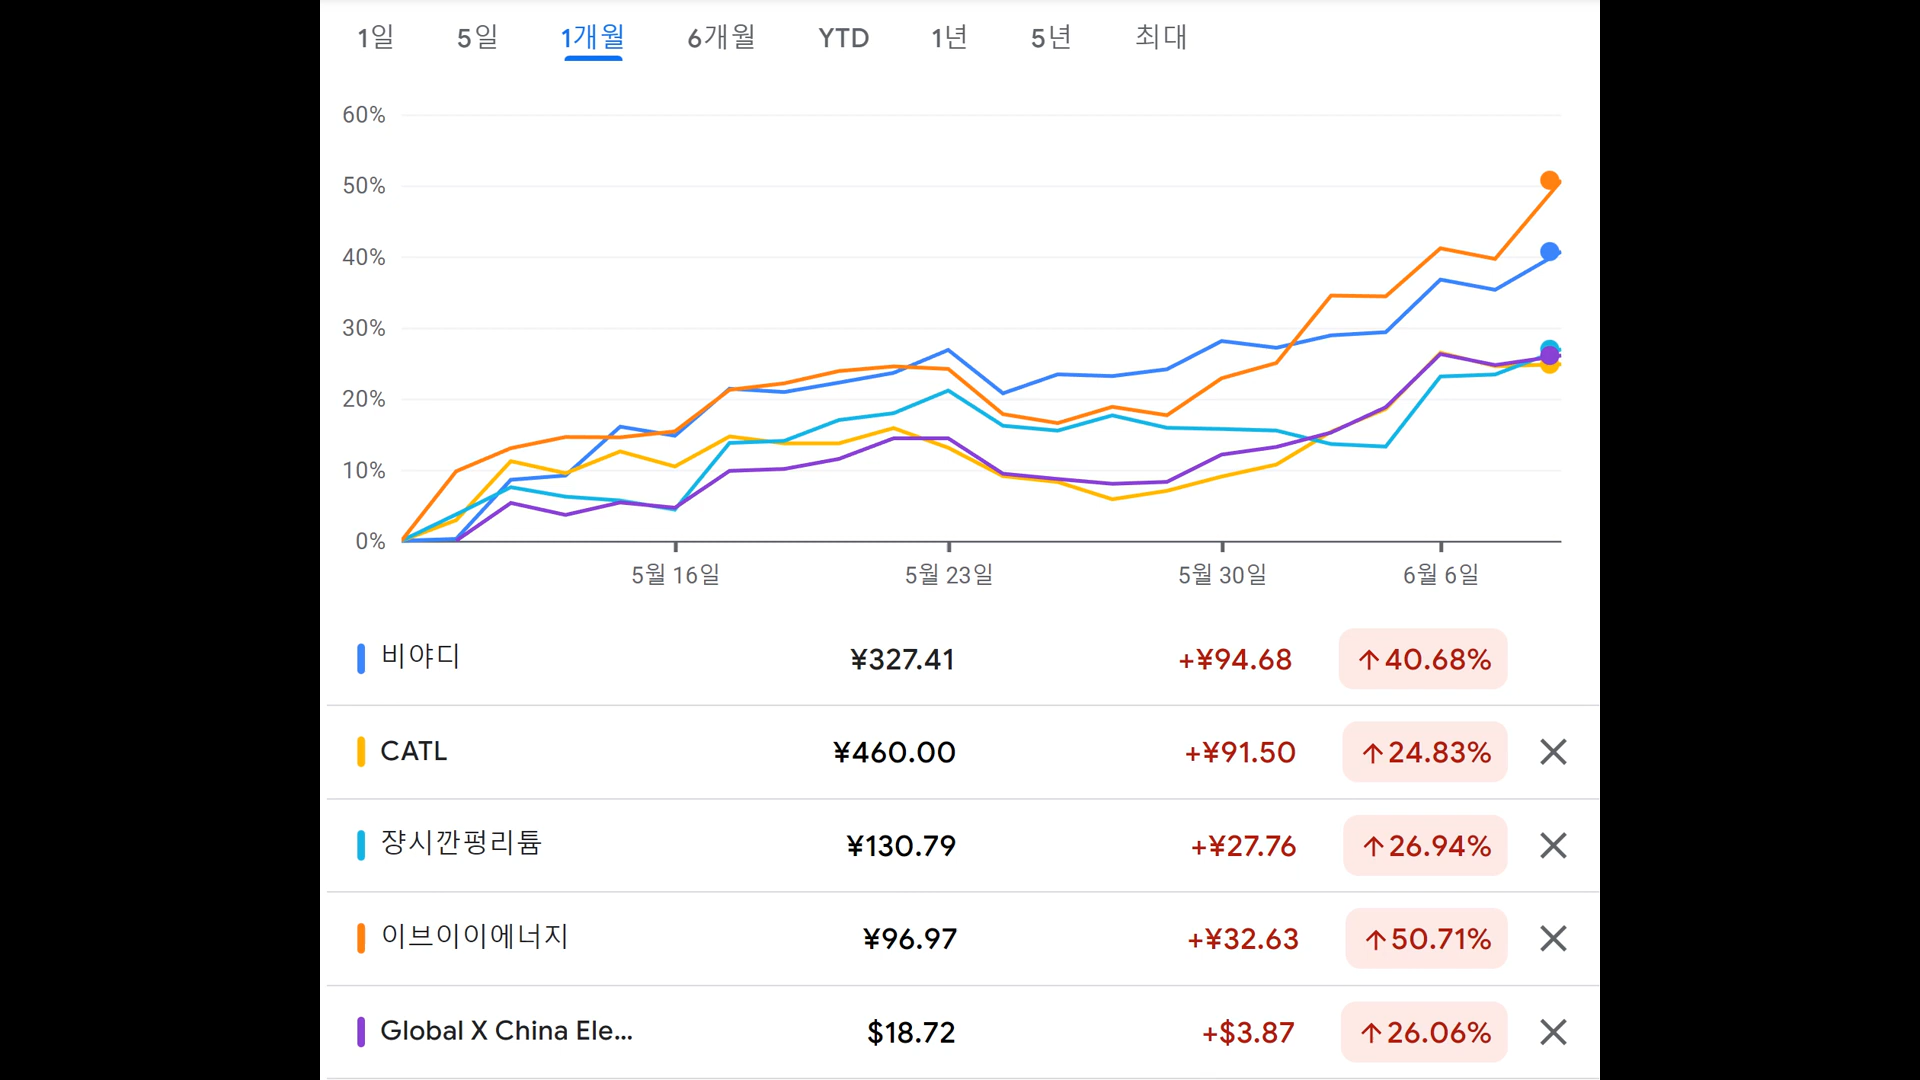 1일 5일 1개월 6개월 YTD 1년 5년 최대
60%
50%
40%
30%
20%
10%
0%
5월 16일 5월 23일 5월 30일 6월 6일
비야디 ¥327.41 +¥94.68 ↑40.68%
CATL ¥460.00 +¥91.50 ↑24.83%
쟝시깐펑리튬 ¥130.79 +¥27.76 ↑26.94%
이브이이에너지 ¥96.97 +¥32.63 ↑50.71%
Global X China Ele... $18.72 +$3.87 ↑26.06%